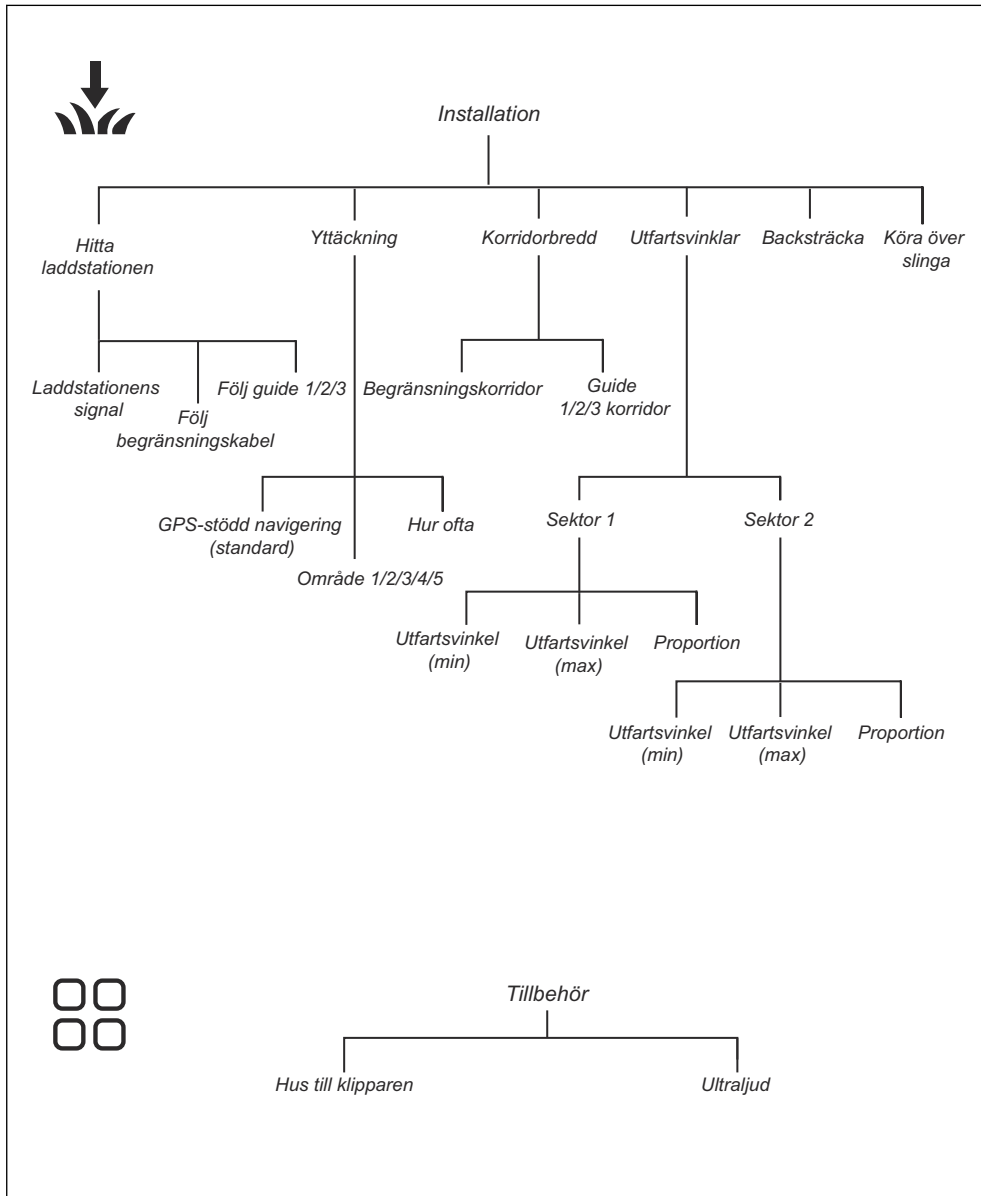 Installation
Hitta
laddstationen
Yttäckning
Korridorbredd
Utfartsvinklar
Backsträcka
Köra över
slinga
Laddstationens
signal
Följ
begränsningskabel
Följ guide 1/2/3
Begränsningskorridor
Guide
1/2/3 korridor
GPS-stödd navigering
(standard)
Område 1/2/3/4/5
Hur ofta
Sektor 1
Sektor 2
Utfartsvinkel
(min)
Utfartsvinkel
(max)
Proportion
Utfartsvinkel
(min)
Utfartsvinkel
(max)
Proportion
Tillbehör
Hus till klipparen
Ultraljud